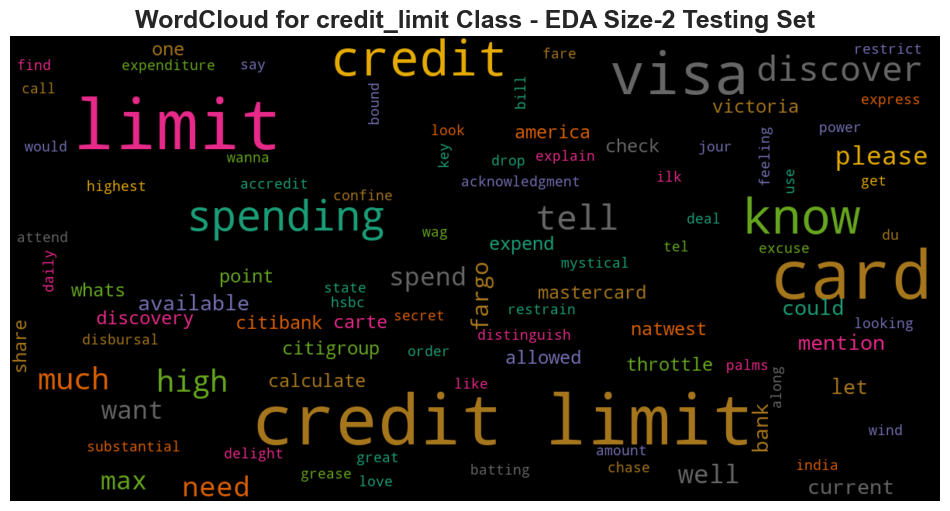 WordCloud for credit_limit Class - EDA Size-2 Testing Set
one
credit
fare
restrict
find
expenditure
say
visa
discover
call
bound
bill
victoria
express
limit
look
america
check
jour
feeling
power
would
wanna
key
drop
explain
please
highest
accredit
confine
acknowledgment
ilk
use
get
spending
tell
deal
know
attend
wag
expend
tel
excuse
du
daily
point
state
spend
mystical
card
whats
available
hsbc
fargo
mastercard
restrain
could
discovery
citibank
carte
secret
distinguish
natwest
looking
share
disbursal
citigroup
order
allowed
throttle
palms
mention
much
high
calculate
like
along
let
want
credit limit
bank
wind
substantial
delight
great
amount
max
need
grease
love
batting
chase
well
india
current